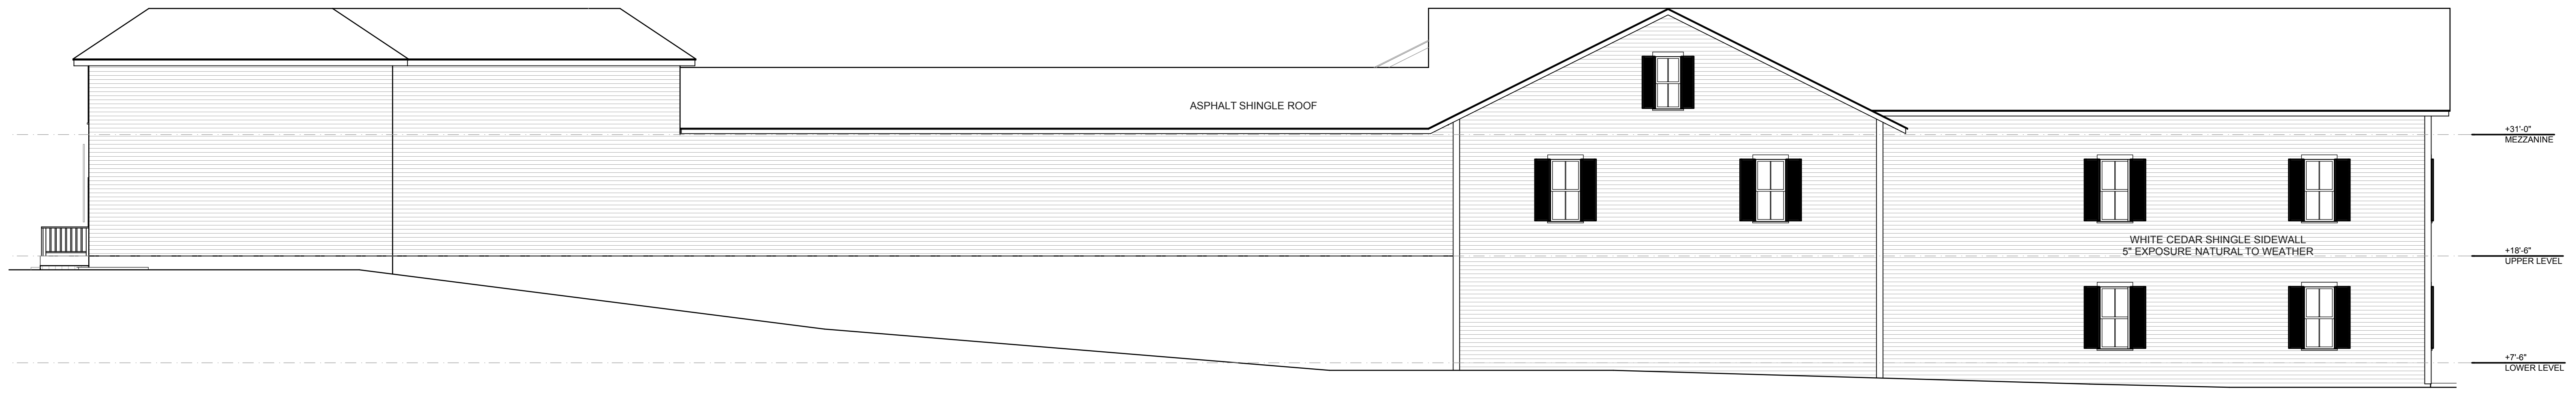 ASPHALT SHINGLE ROOF
+31'-0"
MEZZANINE
WHITE CEDAR SHINGLE SIDEWALL
5" EXPOSURE NATURAL TO WEATHER
+18'-6"
UPPER LEVEL
+7'-6"
LOWER LEVEL